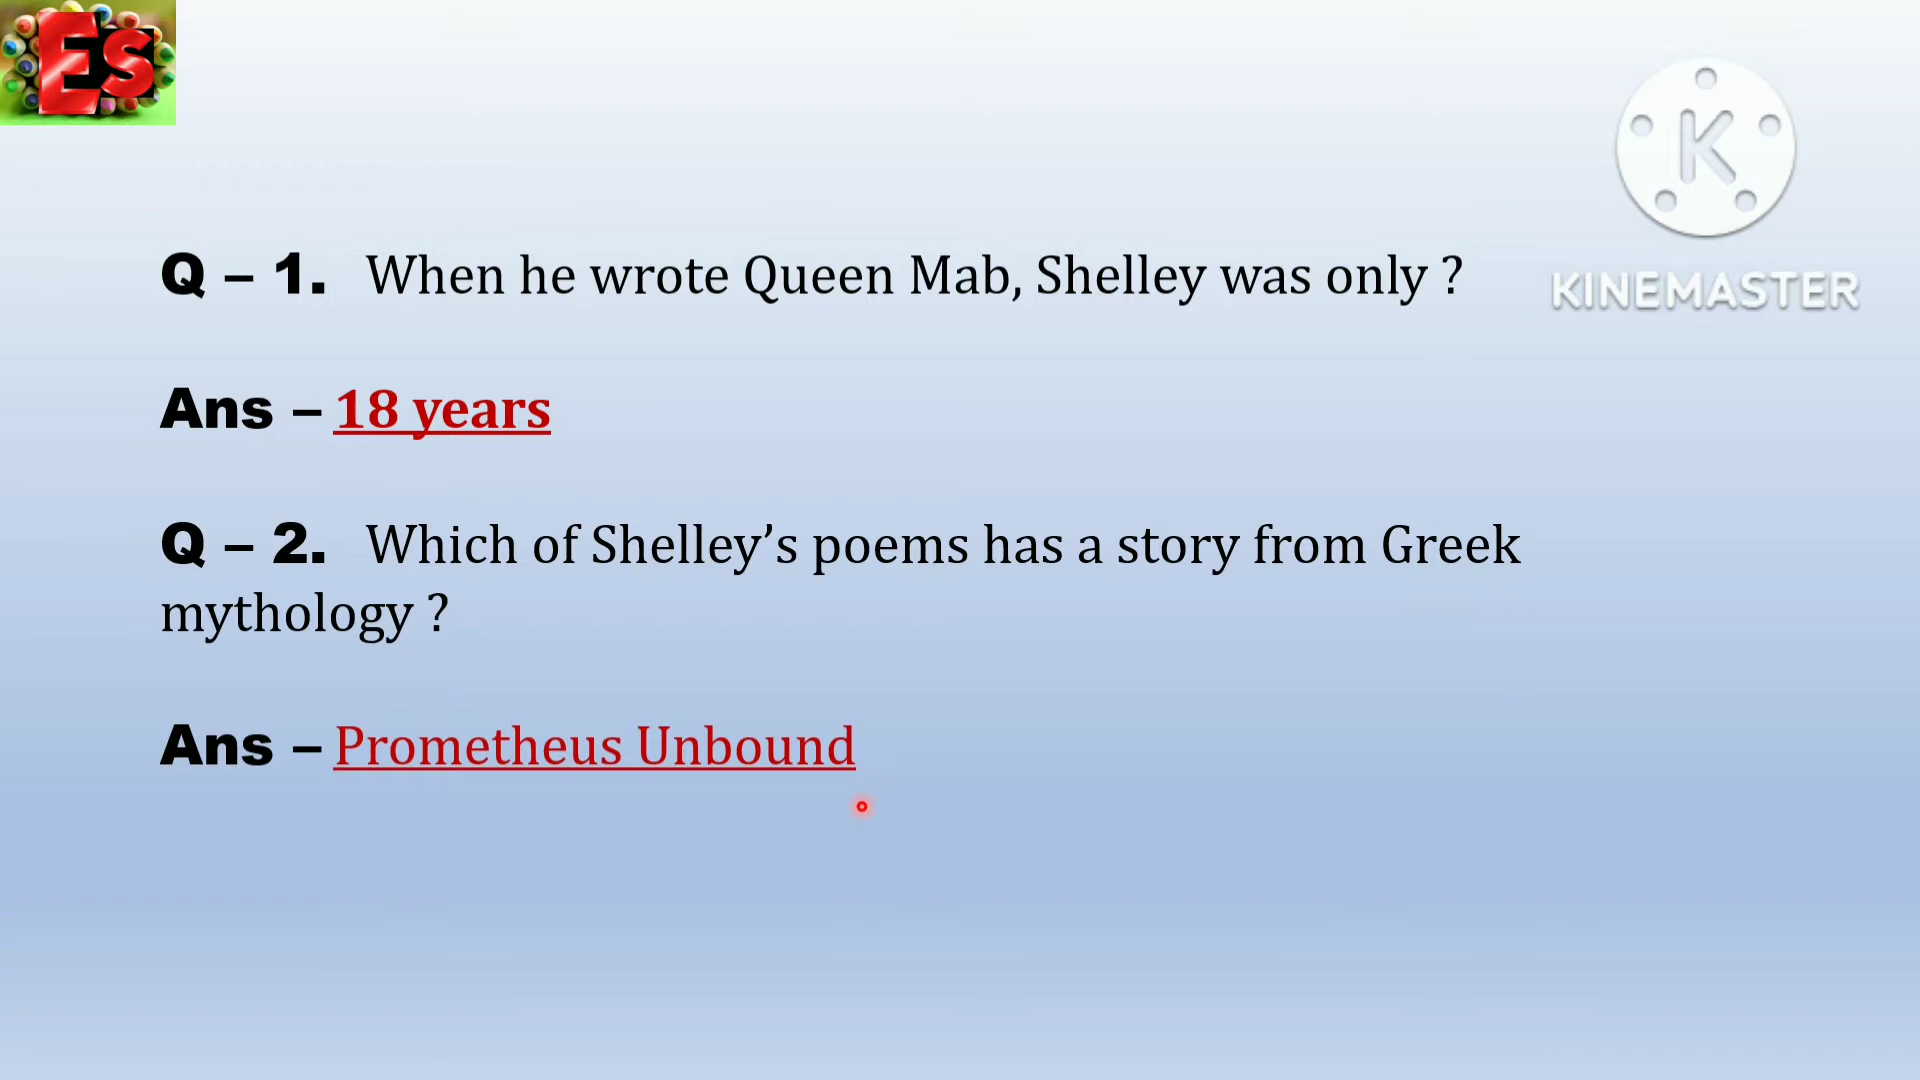 Es
K
KINEMASTER
Q – 1. When he wrote Queen Mab, Shelley was only ?
Ans – 18 years
Q – 2. Which of Shelley’s poems has a story from Greek
mythology ?
Ans – Prometheus Unbound